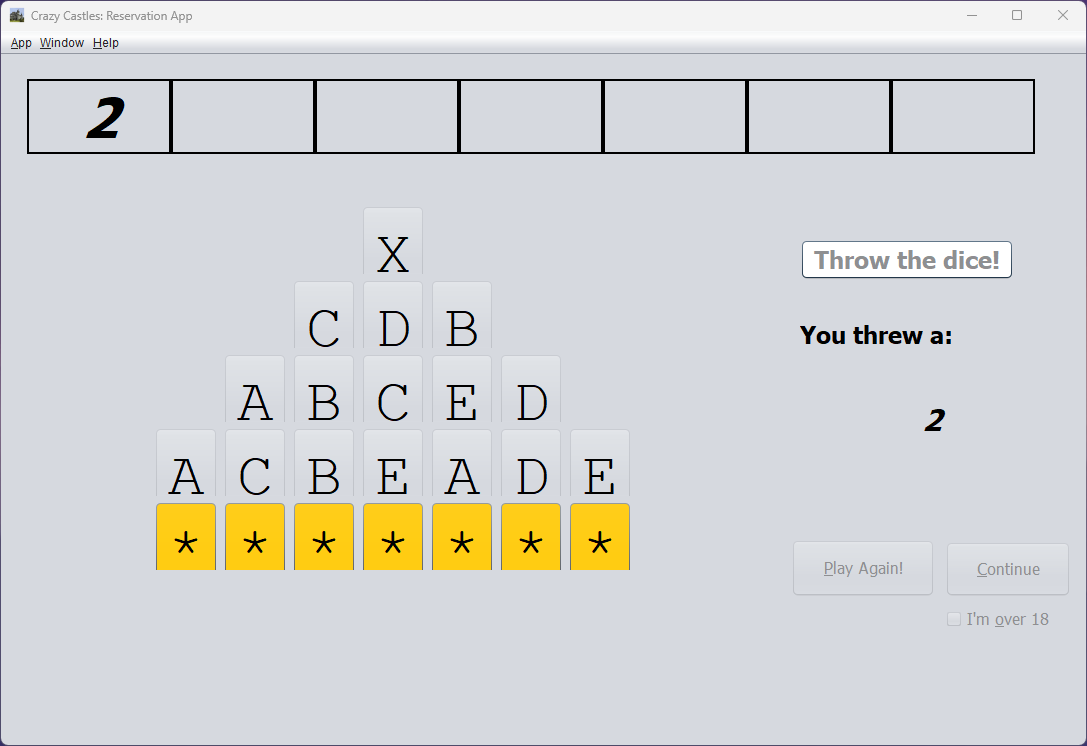 Crazy Castles: Reservation App
App Window Help
2
X
C D B
A B C E D
A C B E A D E
* * * * * * *
Throw the dice!
You threw a:
2
Play Again!
Continue
I'm over 18